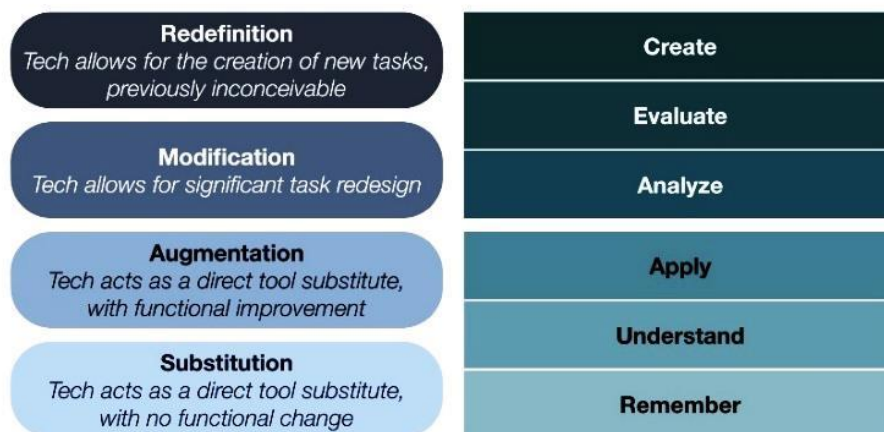 Redefinition
Tech allows for the creation of new tasks,
previously inconceivable
Modification
Tech allows for significant task redesign
Augmentation
Tech acts as a direct tool substitute,
with functional improvement
Substitution
Tech acts as a direct tool substitute,
with no functional change
Create
Evaluate
Analyze
Apply
Understand
Remember